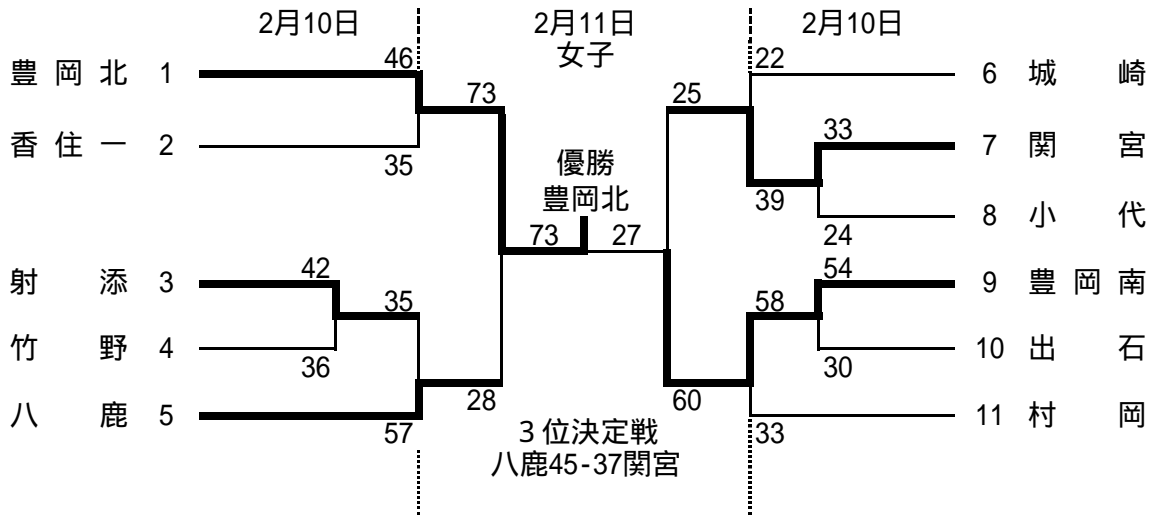 2月10日 2月11日 2月10日
女子
46 22
豊岡北 1 6 城崎
73 25
33
香住一 2 7 関宮
35
優勝
39
豊岡北
8 小代
73 27 24
42 54
射添 3 9 豊岡南
35 58
竹野 4 10 出石
36 30
28 60
八鹿 5 11 村岡
57 33
3位決定戦
八鹿45-37関宮